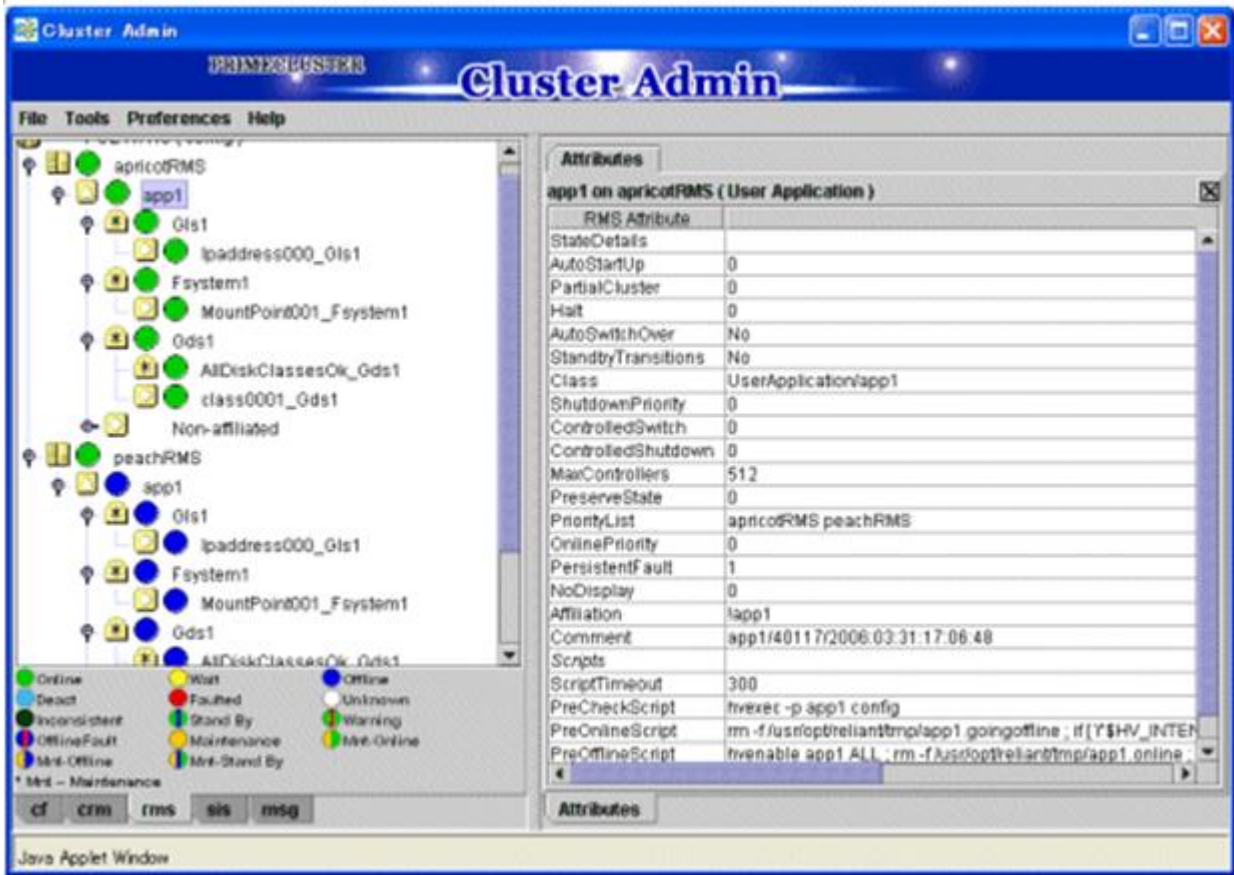 Cluster Admin
PRIMECLUSTER
Cluster Admin
File Tools Preferences Help
apricotRMS
app1
Gls1
Ipaddress000_Gls1
Fsystem1
MountPoint001_Fsystem1
Gds1
AllDiskClassesOk_Gds1
class0001_Gds1
Non-affiliated
peachRMS
app1
Gls1
Ipaddress000_Gls1
Fsystem1
MountPoint001_Fsystem1
Gds1
AllDiskClassesOk_Gds1
Online Wait Offline
Deact Faulted Unknown
Inconsistent Stand By Warning
OfflineFault Maintenance Mnt-Online
Mnt-Offline Mnt-Stand By
* Mnt - Maintenance
cf crm rms sis msg
Attributes
app1 on apricotRMS ( User Application )
RMS Attribute
StateDetails
AutoStartUp 0
PartialCluster 0
Halt 0
AutoSwitchOver No
StandbyTransitions No
Class UserApplication/app1
ShutdownPriority 0
ControlledSwitch 0
ControlledShutdown 0
MaxControllers 512
PreserveState 0
PriorityList apricotRMS peachRMS
OnlinePriority 0
PersistentFault 1
NoDisplay 0
Affiliation !app1
Comment app1/40117/2006.03.31:17:06:48
Scripts
ScriptTimeout 300
PreCheckScript hvexec -p app1 config
PreOnlineScript rm -f /usr/opt/reliant/tmp/app1.goingoffline ; if [ "$HV_INTEN
PreOfflineScript hvenable app1 ALL ; rm -f /usr/opt/reliant/tmp/app1.online ;
Attributes
Java Applet Window